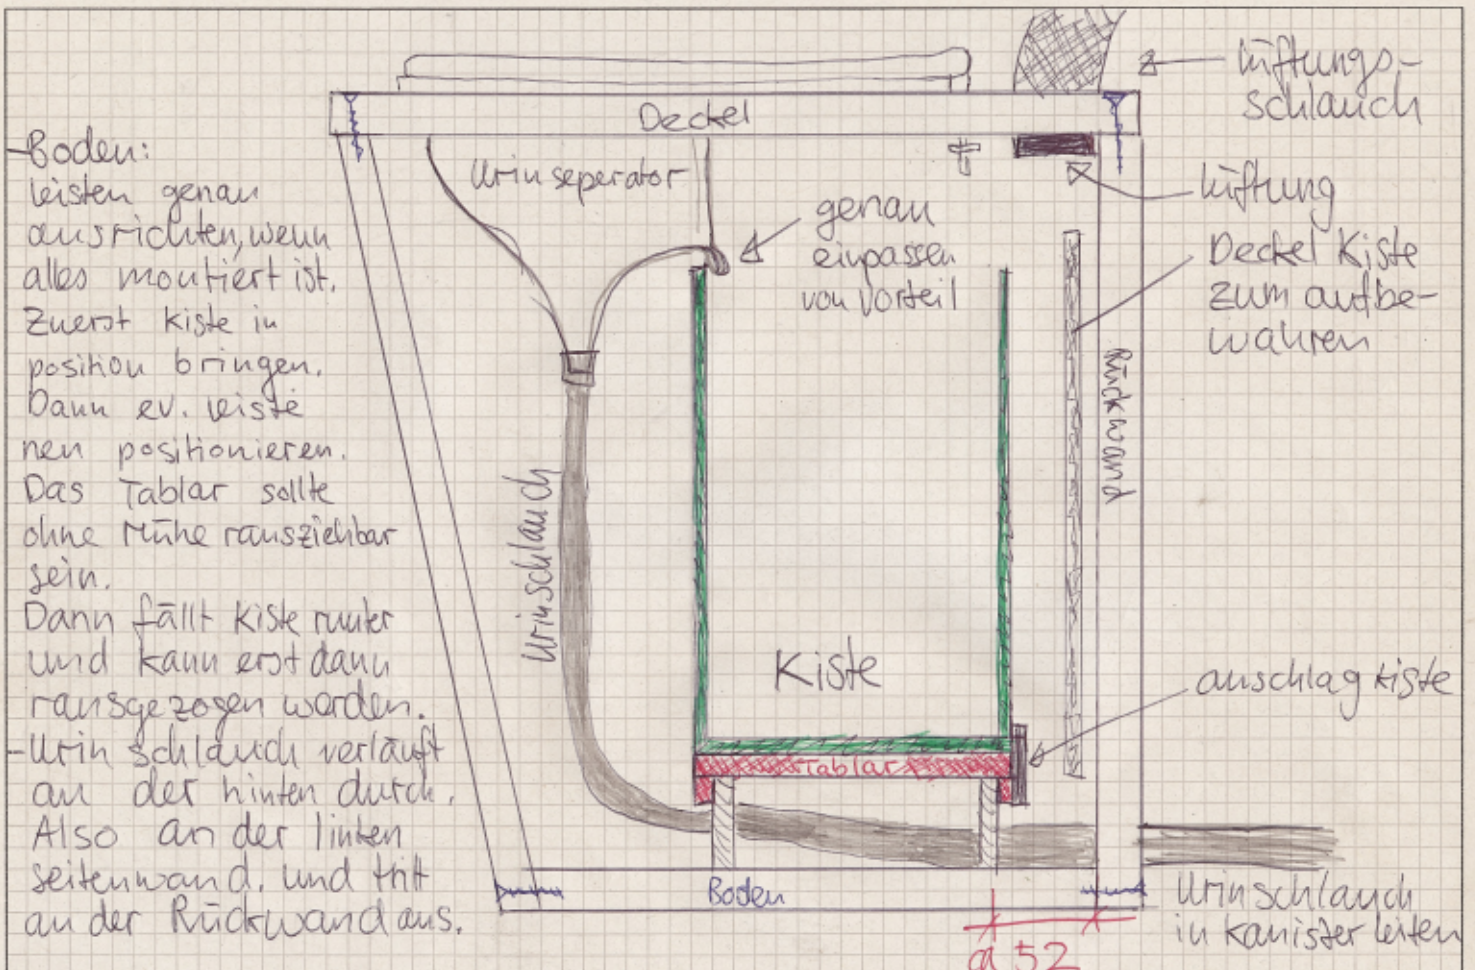 -Boden:
leisten genau
ausrichten, wenn
alles montiert ist.
Zuerst Kiste in
position bringen.
Dann ev. leiste
neu positionieren.
Das Tablar sollte
ohne Mühe rausziehbar
sein.
Dann fällt Kiste runter
und kann erst dann
rausgezogen werden.
-Urin schlauch verläuft
an der hinten durch.
Also an der linken
seitenwand. und tritt
an der Rückwand aus.
Deckel
Urinseperator
genau
einpassen
von vorteil
lüftungs-
schlauch
lüftung
Deckel Kiste
zum aufbe-
wahren
Rückwand
Urinschlauch
Kiste
anschlag kiste
Tablar
Boden
Urinschlauch
in kanister leiten
52